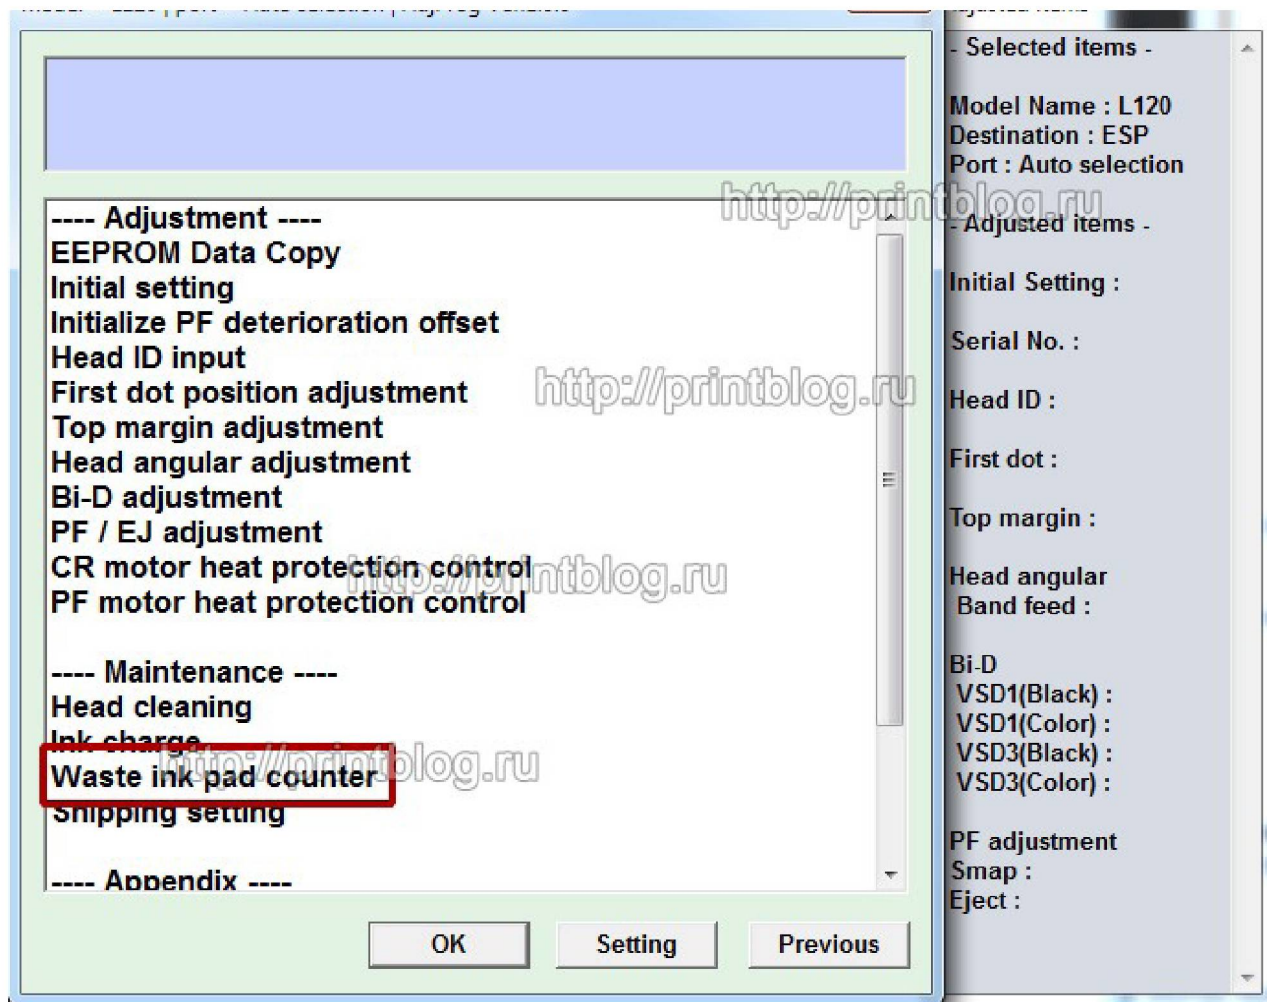 ---- Adjustment ----
EEPROM Data Copy
Initial setting
Initialize PF deterioration offset
Head ID input
First dot position adjustment
Top margin adjustment
Head angular adjustment
Bi-D adjustment
PF / EJ adjustment
CR motor heat protection control
PF motor heat protection control
---- Maintenance ----
Head cleaning
Ink charge
Waste ink pad counter
Shipping setting
---- Appendix ----
OK
Setting
Previous
- Selected items -
Model Name : L120
Destination : ESP
Port : Auto selection
- Adjusted items -
Initial Setting :
Serial No. :
Head ID :
First dot :
Top margin :
Head angular
Band feed :
Bi-D
VSD1(Black) :
VSD1(Color) :
VSD3(Black) :
VSD3(Color) :
PF adjustment
Smap :
Eject :
http://printblog.ru
http://printblog.ru
http://printblog.ru
http://printblog.ru